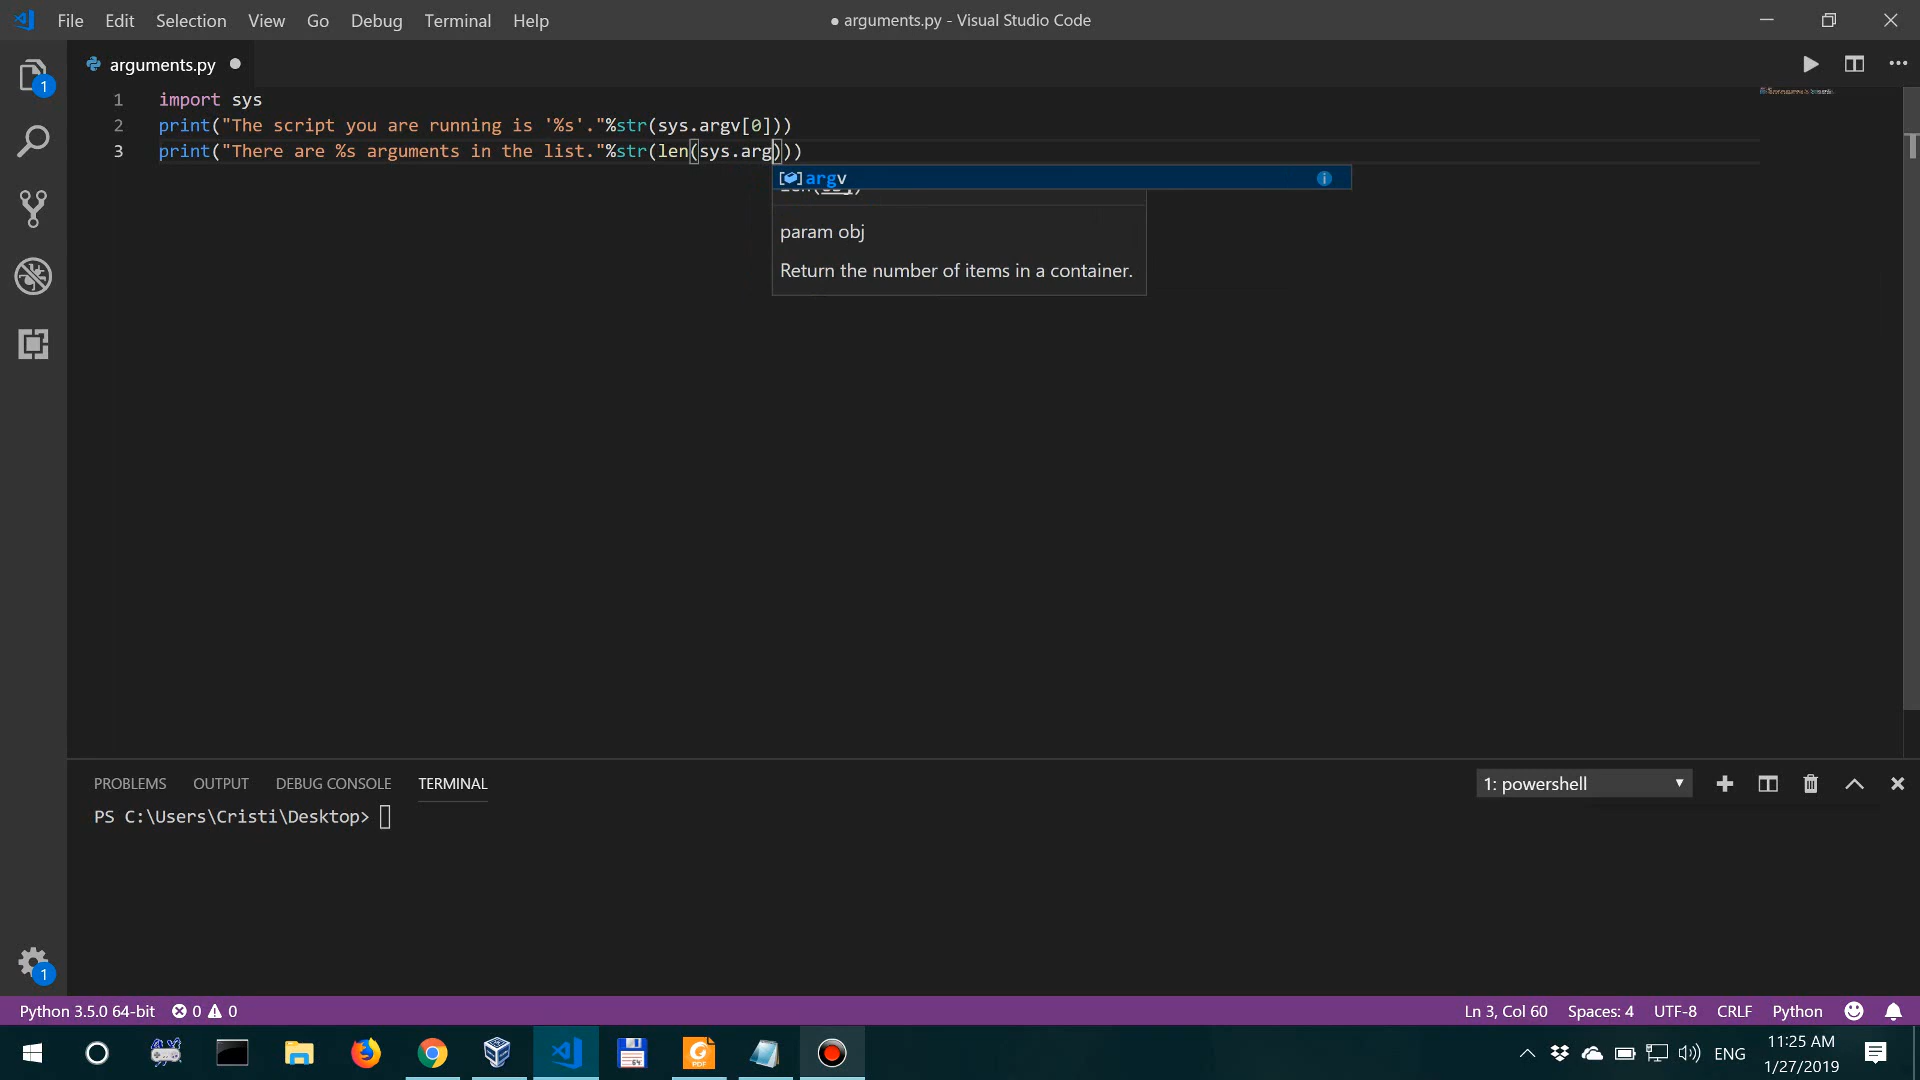 File Edit Selection View Go Debug Terminal Help
● arguments.py - Visual Studio Code
arguments.py
1 import sys
2 print("The script you are running is '%s'."%str(sys.argv[0]))
3 print("There are %s arguments in the list."%str(len(sys.arg)))
argv
param obj
Return the number of items in a container.
PROBLEMS OUTPUT DEBUG CONSOLE TERMINAL
1: powershell
PS C:\Users\Cristi\Desktop>
1
1
Python 3.5.0 64-bit 0 0
Ln 3, Col 60 Spaces: 4 UTF-8 CRLF Python
64
PDF
ENG
11:25 AM
1/27/2019